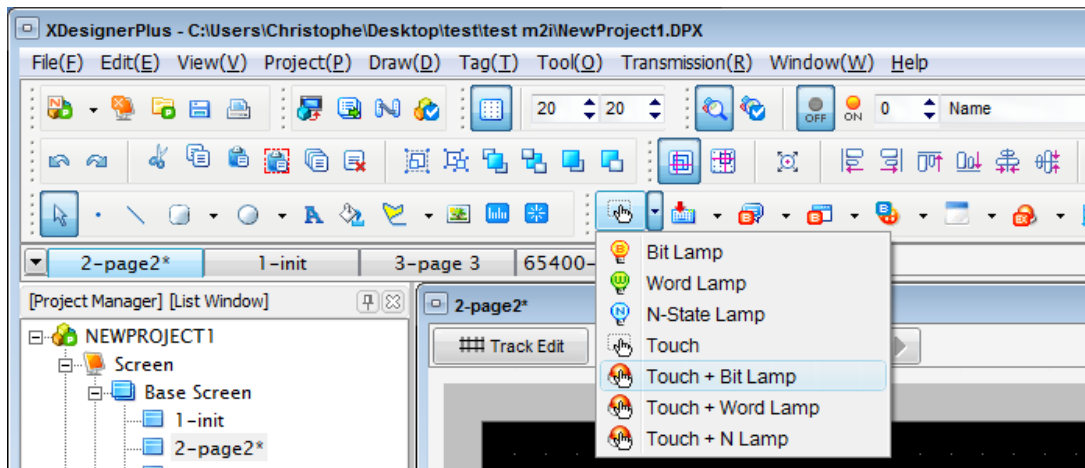 XDesignerPlus - C:\Users\Christophe\Desktop\test\test m2i\NewProject1.DPX
File(F) Edit(E) View(V) Project(P) Draw(D) Tag(T) Tool(O) Transmission(R) Window(W) Help
20 20 OFF ON 0 Name
2-page2* 1-init 3-page 3 65400-
Bit Lamp
Word Lamp
N-State Lamp
Touch
Touch + Bit Lamp
Touch + Word Lamp
Touch + N Lamp
[Project Manager] [List Window]
NEWPROJECT1
Screen
Base Screen
1-init
2-page2*
2-page2*
Track Edit